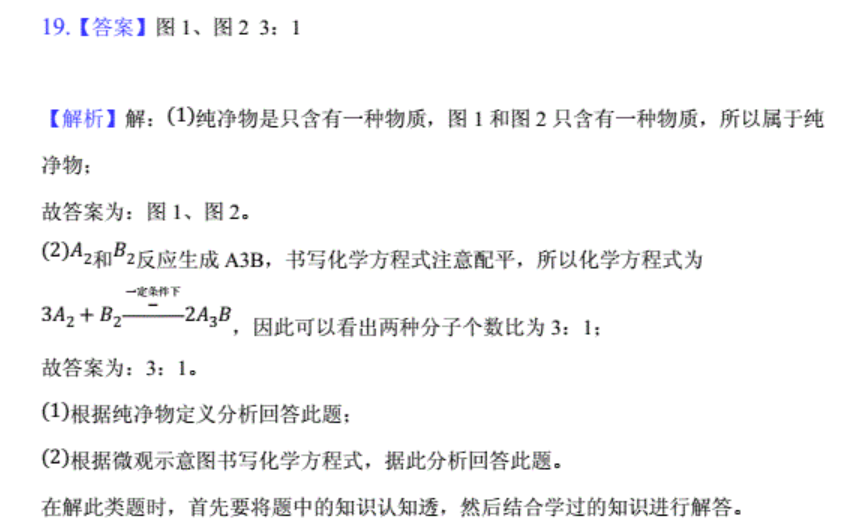 19.【答案】图 1、图 2 3：1
【解析】解：(1)纯净物是只含有一种物质，图 1 和图 2 只含有一种物质，所以属于纯
净物；
故答案为：图 1、图 2。
(2)A₂和B₂反应生成 A3B，书写化学方程式注意配平，所以化学方程式为
一定条件下
3A₂ + B₂ ——— 2A₃B，因此可以看出两种分子个数比为 3：1；
故答案为：3：1。
(1)根据纯净物定义分析回答此题；
(2)根据微观示意图书写化学方程式，据此分析回答此题。
在解此类题时，首先要将题中的知识认知透，然后结合学过的知识进行解答。